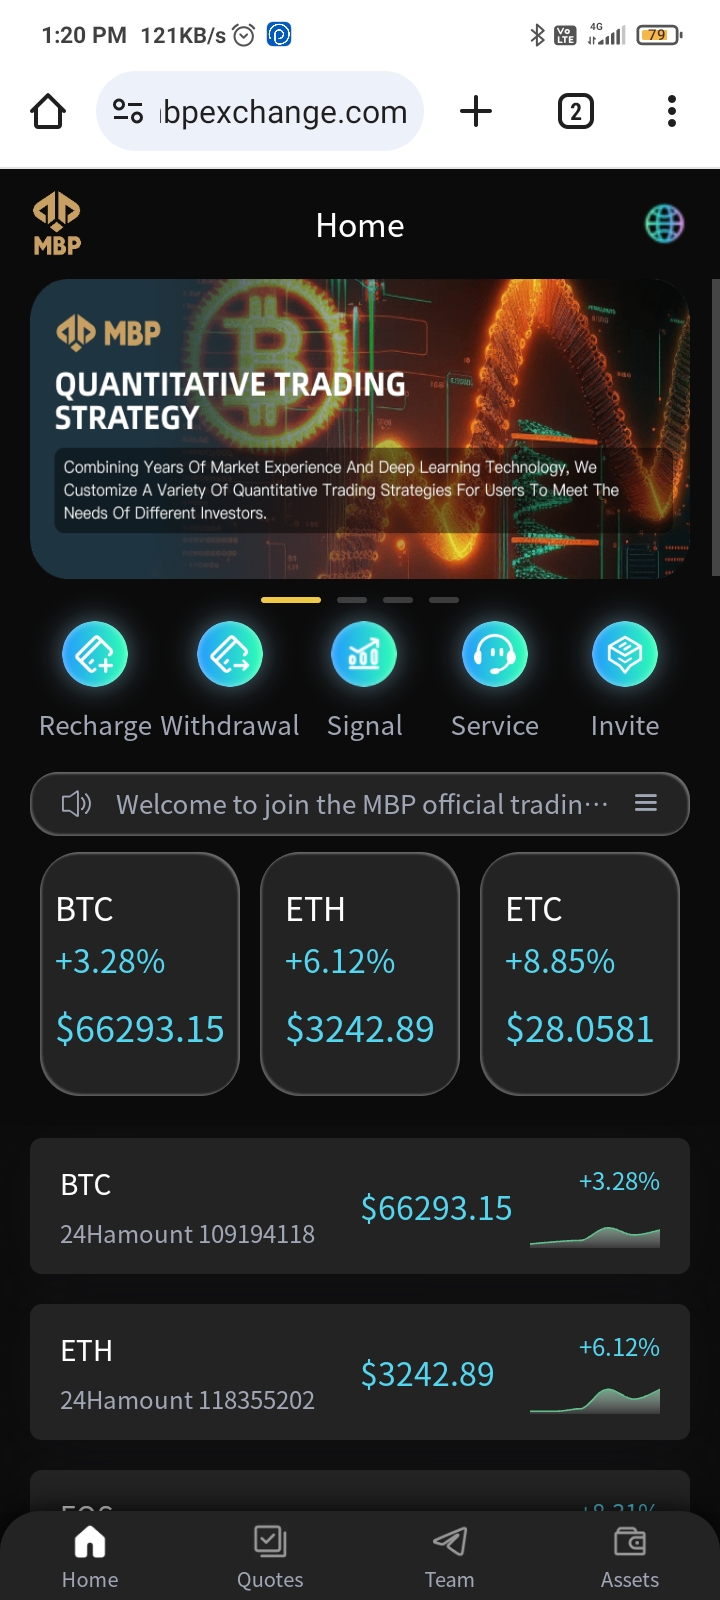 1:20 PM 121KB/s
Vo LTE 4G 79
bpexchange.com
2
MBP
Home
MBP
QUANTITATIVE TRADING
STRATEGY
Combining Years Of Market Experience And Deep Learning Technology, We
Customize A Variety Of Quantitative Trading Strategies For Users To Meet The
Needs Of Different Investors.
Recharge Withdrawal Signal Service Invite
Welcome to join the MBP official tradin···
BTC ETH ETC
+3.28% +6.12% +8.85%
$66293.15 $3242.89 $28.0581
BTC
24Hamount 109194118
$66293.15
+3.28%
ETH
24Hamount 118355202
$3242.89
+6.12%
Home Quotes Team Assets